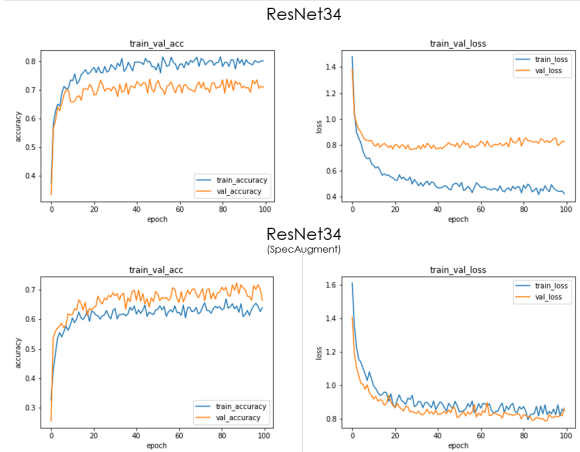 ResNet34
train_val_acc
0.8
0.7
0.6
0.5
0.4
accuracy
train_accuracy
val_accuracy
0 20 40 60 80 100
epoch
train_val_loss
1.4
1.2
1.0
0.8
0.6
0.4
loss
train_loss
val_loss
0 20 40 60 80 100
epoch
ResNet34
(SpecAugment)
train_val_acc
0.7
0.6
0.5
0.4
0.3
accuracy
train_accuracy
val_accuracy
0 20 40 60 80 100
epoch
train_val_loss
1.6
1.4
1.2
1.0
0.8
loss
train_loss
val_loss
0 20 40 60 80 100
epoch